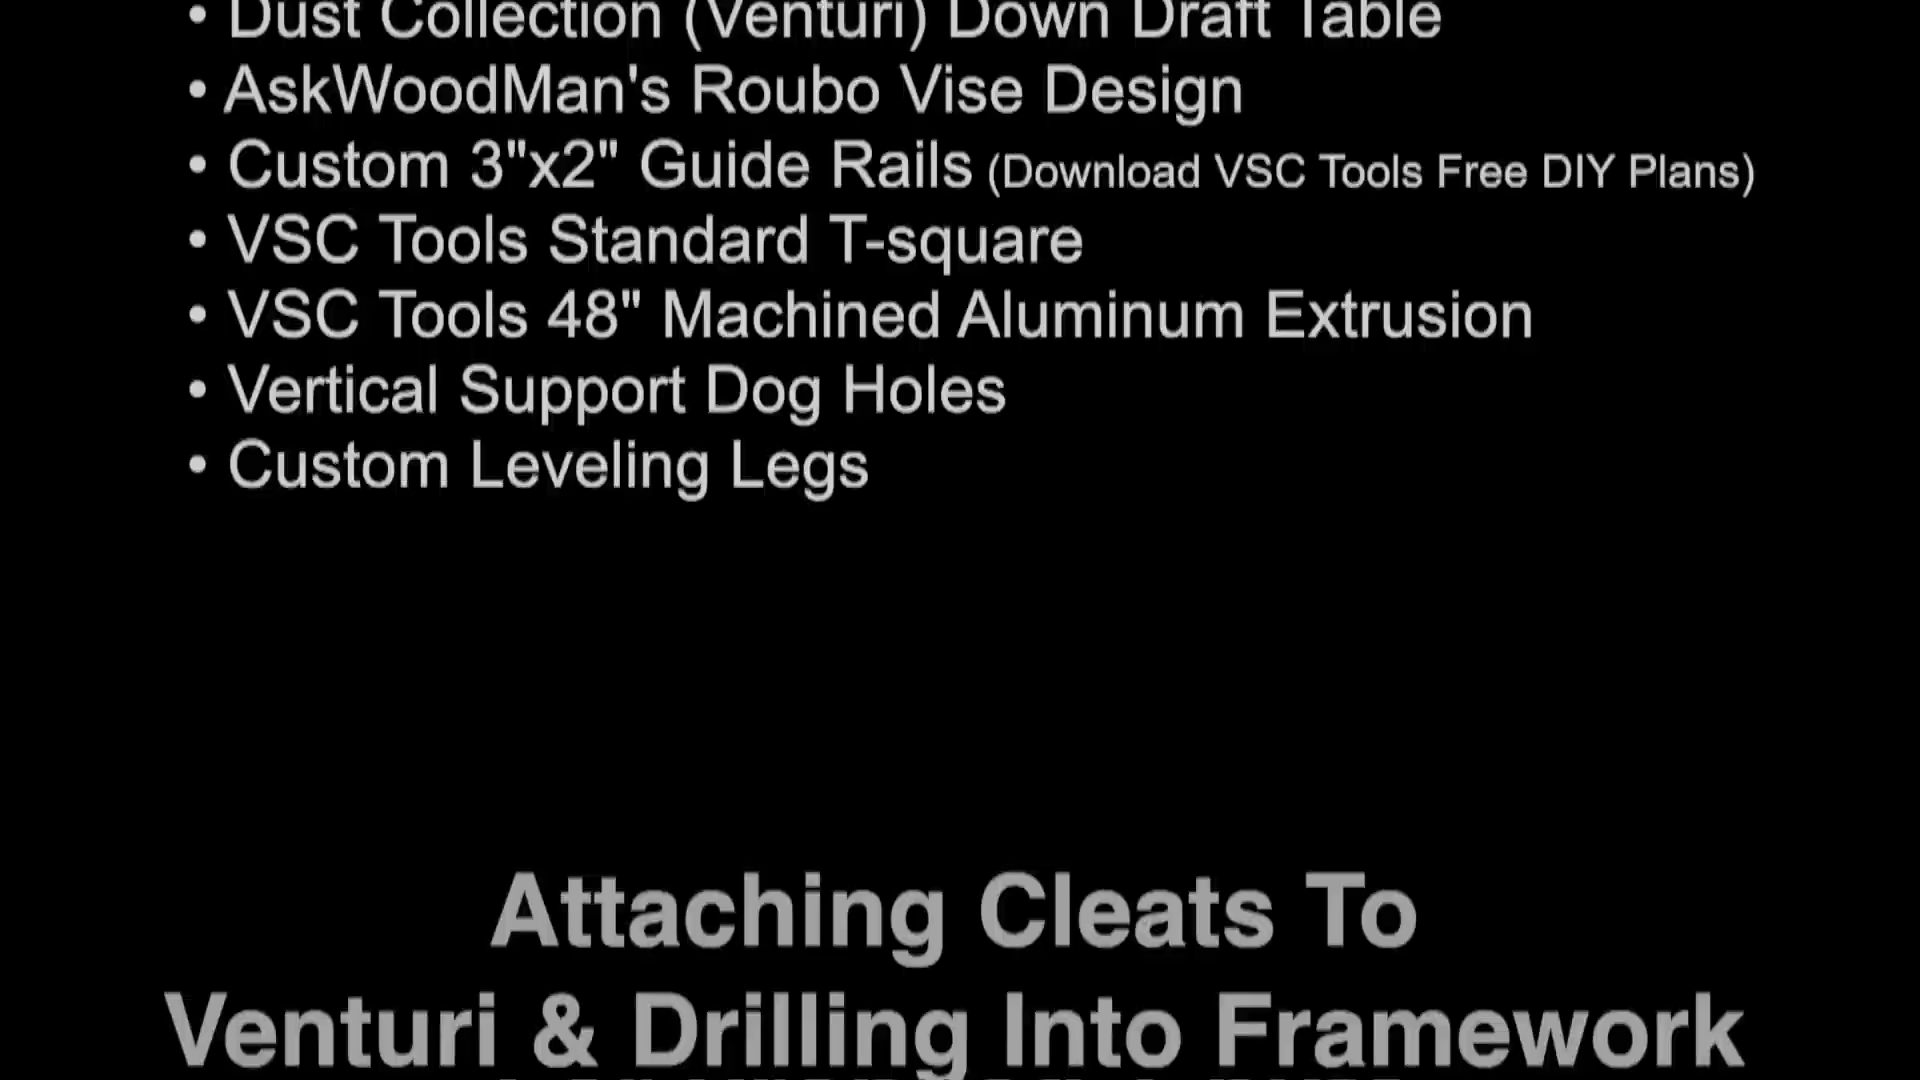 • Dust Collection (Venturi) Down Draft Table
• AskWoodMan's Roubo Vise Design
• Custom 3"x2" Guide Rails (Download VSC Tools Free DIY Plans)
• VSC Tools Standard T-square
• VSC Tools 48" Machined Aluminum Extrusion
• Vertical Support Dog Holes
• Custom Leveling Legs
Attaching Cleats To
Venturi & Drilling Into Framework